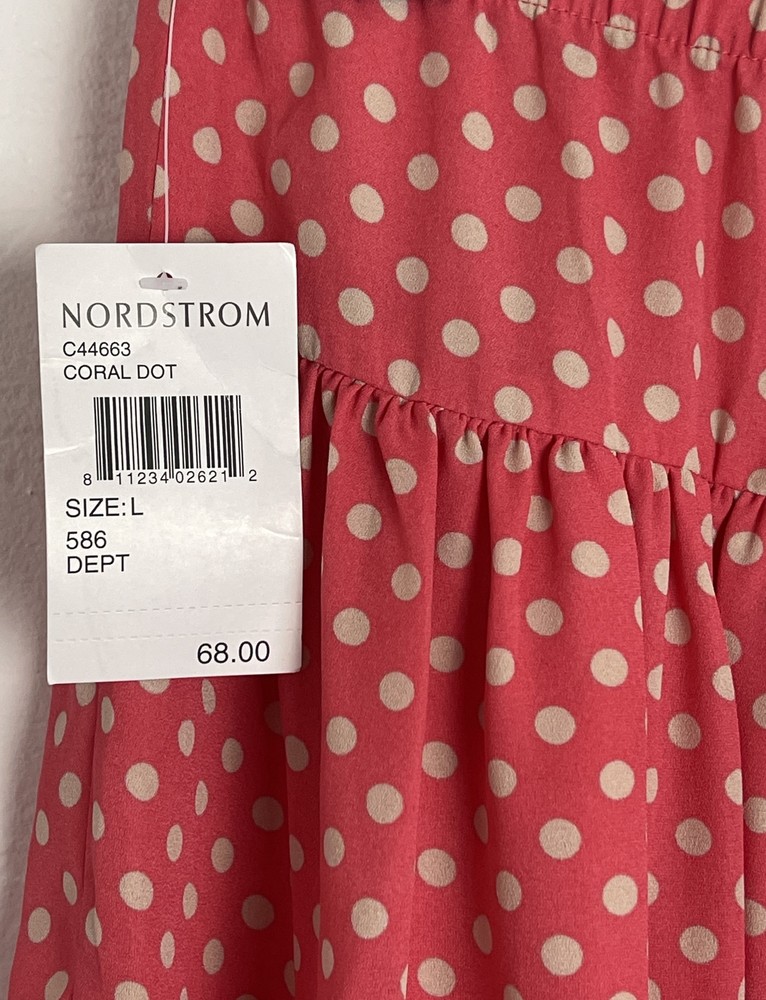 NORDSTROM
C44663
CORAL DOT
8 11234 02621 2
SIZE: L
586
DEPT
68.00